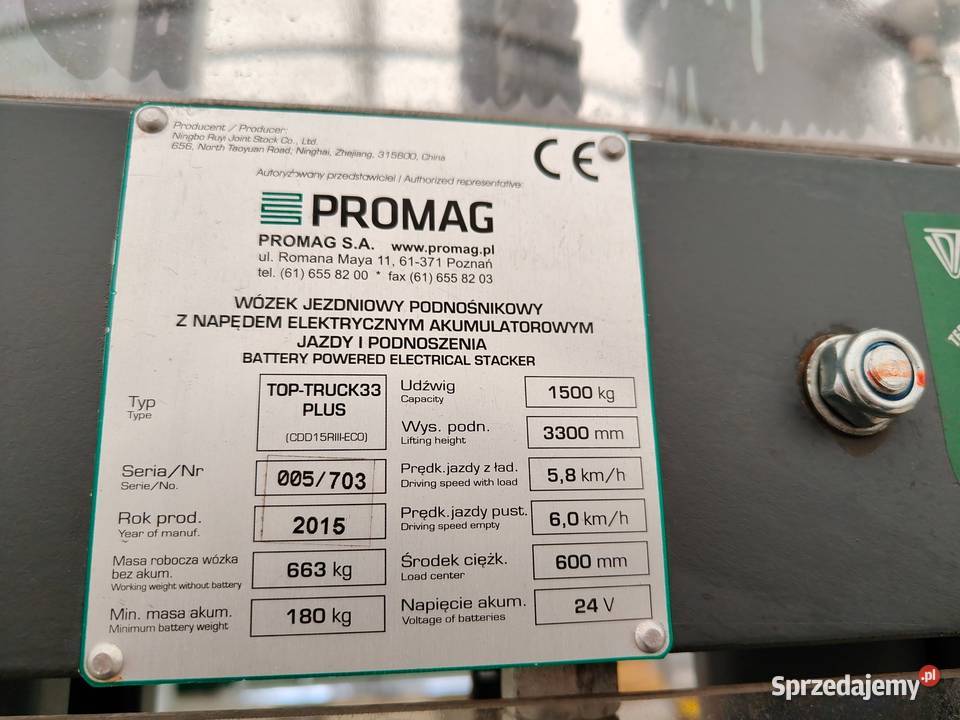 Producent / Producer:
Ningbo Ruyi Joint Stock Co., Ltd.
656, North Taoyuan Road, Ninghai, Zhejiang, 315600, China
CE
Autoryzowany przedstawiciel / Authorized representative:
PROMAG
PROMAG S.A. www.promag.pl
ul. Romana Maya 11, 61-371 Poznań
tel. (61) 655 82 00 * fax (61) 655 82 03
WÓZEK JEZDNIOWY PODNOŚNIKOWY
Z NAPĘDEM ELEKTRYCZNYM AKUMULATOROWYM
JAZDY I PODNOSZENIA
BATTERY POWERED ELECTRICAL STACKER
Typ
Type
TOP-TRUCK33
PLUS
(CDD15RIII-ECO)
Seria/Nr
Serie/No.
005/703
Rok prod.
Year of manuf.
2015
Masa robocza wózka
bez akum.
Working weight without battery
663 kg
Min. masa akum.
Minimum battery weight
180 kg
Udźwig
Capacity
1500 kg
Wys. podn.
Lifting height
3300 mm
Prędk.jazdy z ład.
Driving speed with load
5,8 km/h
Prędk.jazdy pust.
Driving speed empty
6,0 km/h
Środek ciężk.
Load center
600 mm
Napięcie akum.
Voltage of batteries
24 V
Sprzedajemy.pl